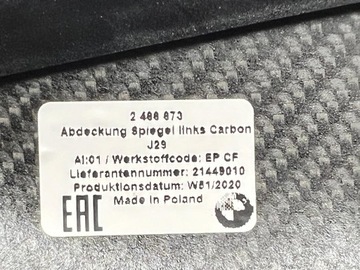 2 466 873
Abdeckung Spiegel links Carbon
J29
AI:01 / Werkstoffcode: EP CF
Lieferantennummer: 21449010
Produktionsdatum: W51/2020
Made in Poland
EAC